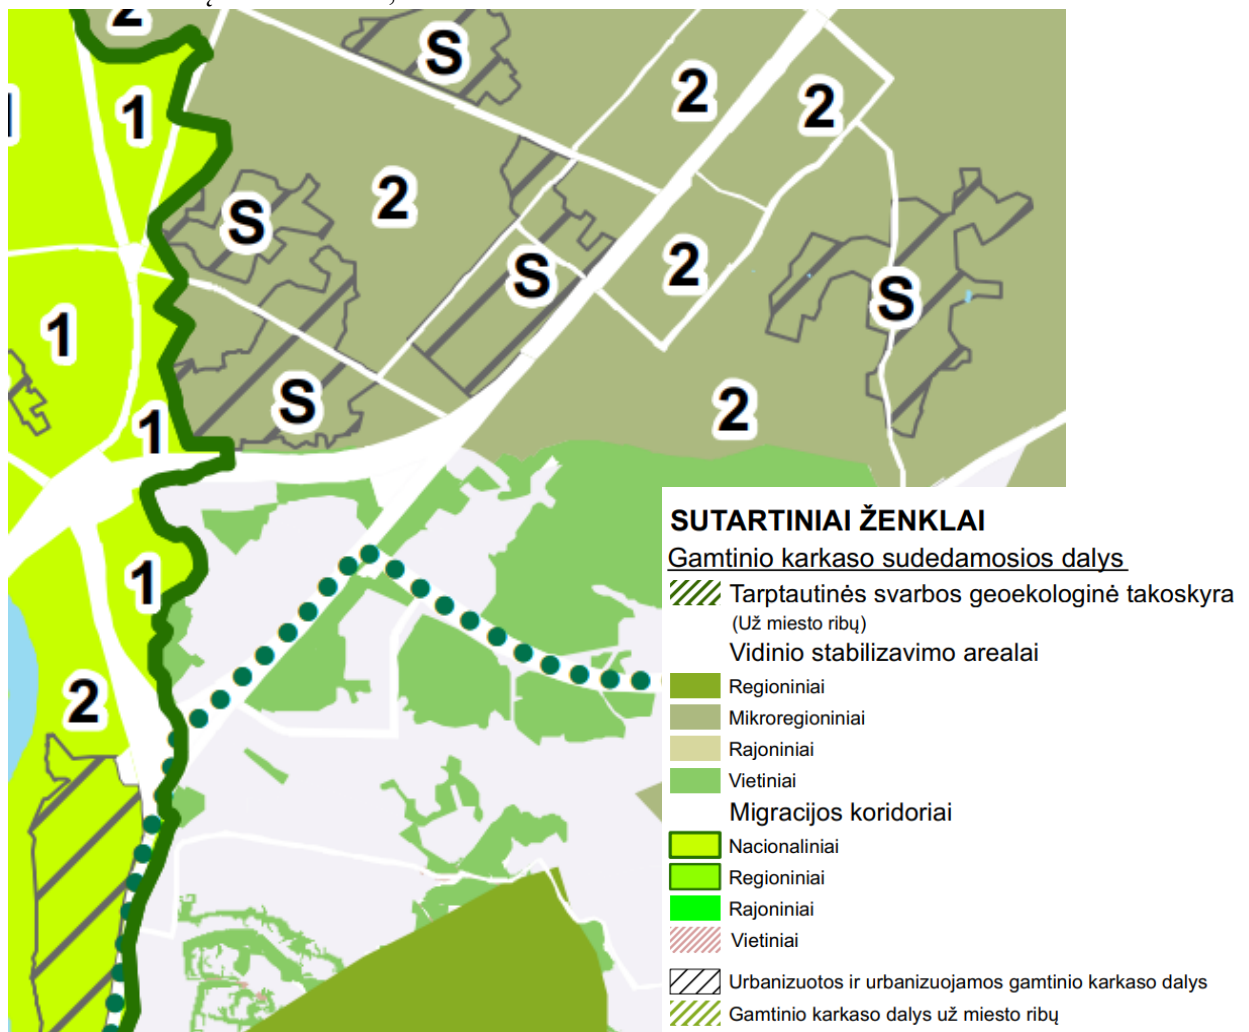 2
S
2
1
2
S
2
2
S
S
1
S
2
1
1
2
SUTARTINIAI ŽENKLAI
Gamtinio karkaso sudedamosios dalys
Tarptautinės svarbos geoekologinė takoskyra
(Už miesto ribų)
Vidinio stabilizavimo arealai
Regioniniai
Mikroregioniniai
Rajoniniai
Vietiniai
Migracijos koridoriai
Nacionaliniai
Regioniniai
Rajoniniai
Vietiniai
Urbanizuotos ir urbanizuojamos gamtinio karkaso dalys
Gamtinio karkaso dalys už miesto ribų